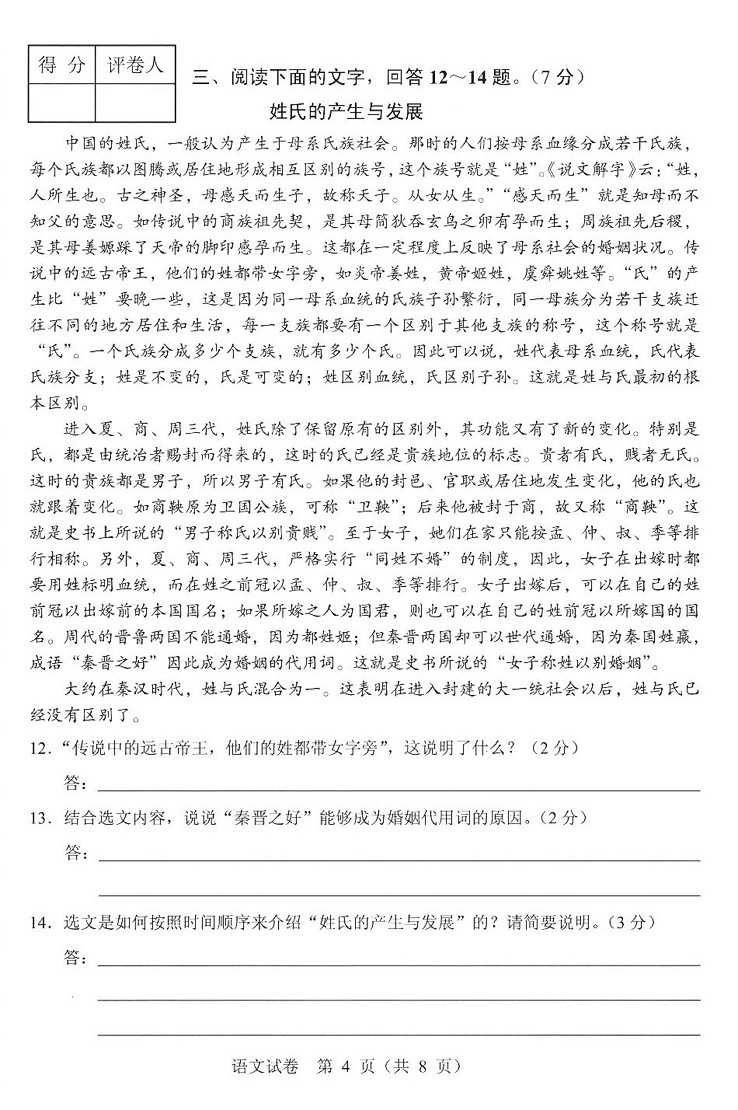 得 分 评卷人
三、阅读下面的文字，回答12～14题。（7分）
姓氏的产生与发展
中国的姓氏，一般认为产生于母系氏族社会。那时的人们按母系血缘分成若干氏族，
每个氏族都以图腾或居住地形成相互区别的族号，这个族号就是“姓”。《说文解字》云：“姓，
人所生也。古之神圣，母感天而生子，故称天子。从女从生。”“感天而生”就是知母而不
知父的意思。如传说中的商族祖先契，是其母简狄吞玄鸟之卵有孕而生；周族祖先后稷，
是其母姜嫄踩了天帝的脚印感孕而生。这都在一定程度上反映了母系社会的婚姻状况。传
说中的远古帝王，他们的姓都带女字旁，如炎帝姜姓，黄帝姬姓，虞舜姚姓等。“氏”的产
生比“姓”要晚一些，这是因为同一母系血统的氏族子孙繁衍，同一母族分为若干支族迁
往不同的地方居住和生活，每一支族都要有一个区别于其他支族的称号，这个称号就是
“氏”。一个氏族分成多少个支族，就有多少个氏。因此可以说，姓代表母系血统，氏代表
氏族分支；姓是不变的，氏是可变的；姓区别血统，氏区别子孙。这就是姓与氏最初的根
本区别。
进入夏、商、周三代，姓氏除了保留原有的区别外，其功能又有了新的变化。特别是
氏，都是由统治者赐封而得来的，这时的氏已经是贵族地位的标志。贵者有氏，贱者无氏。
这时的贵族都是男子，所以男子有氏。如果他的封邑、官职或居住地发生变化，他的氏也
就跟着变化。如商鞅原为卫国公族，可称“卫鞅”；后来他被封于商，故又称“商鞅”。这
就是史书上所说的“男子称氏以别贵贱”。至于女子，她们在家只能按孟、仲、叔、季等排
行相称。另外，夏、商、周三代，严格实行“同姓不婚”的制度，因此，女子在出嫁时都
要用姓标明血统，而在姓之前冠以孟、仲、叔、季等排行。女子出嫁后，可以在自己的姓
前冠以出嫁前的本国国名；如果所嫁之人为国君，则也可以在自己的姓前冠以所嫁国的国
名。周代的晋鲁两国不能通婚，因为都姓姬；但秦晋两国却可以世代通婚，因为秦国姓嬴，
成语“秦晋之好”因此成为婚姻的代用词。这就是史书所说的“女子称姓以别婚姻”。
大约在秦汉时代，姓与氏混合为一。这表明在进入封建的大一统社会以后，姓与氏已
经没有区别了。
12．“传说中的远古帝王，他们的姓都带女字旁”，这说明了什么？（2分）
答：
13．结合选文内容，说说“秦晋之好”能够成为婚姻代用词的原因。（2分）
答：
14．选文是如何按照时间顺序来介绍“姓氏的产生与发展”的？请简要说明。（3分）
答：
语文试卷 第 4 页（共 8 页）